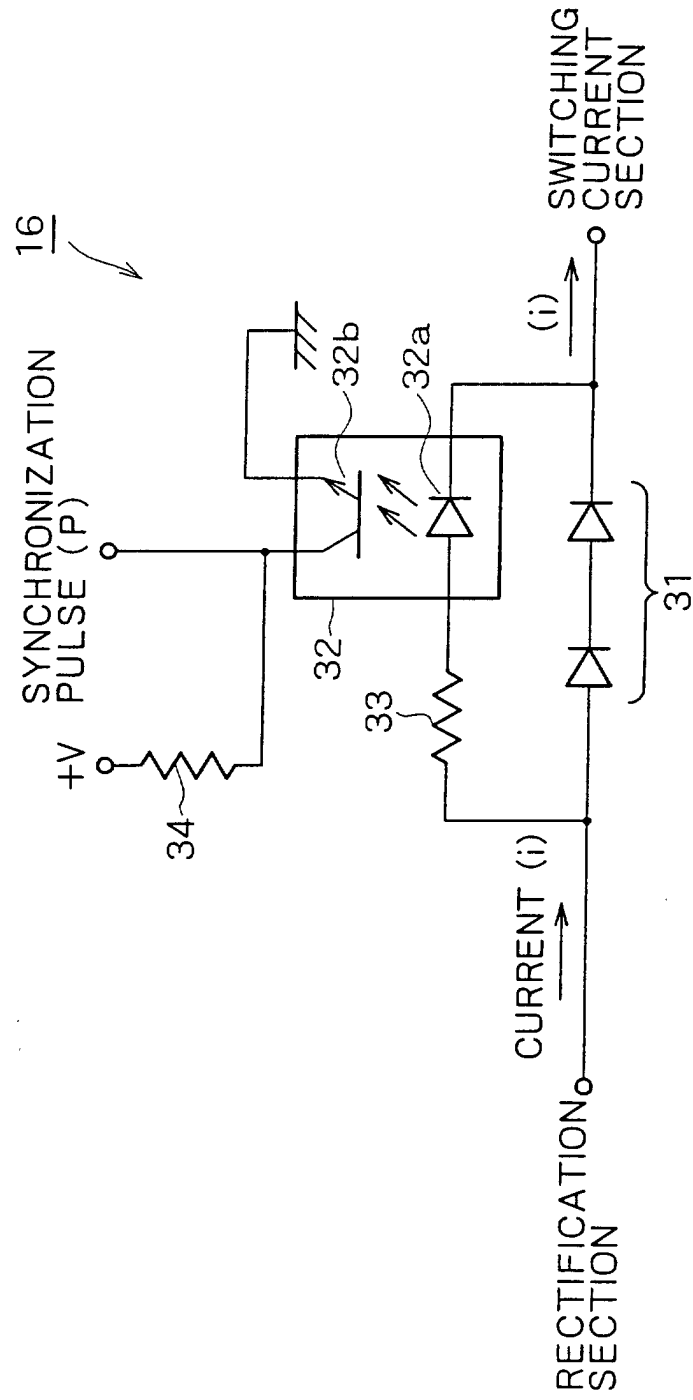 16
SYNCHRONIZATION
PULSE (P)
+V
34
32b
32a
32
33
(i)
SWITCHING
CURRENT
SECTION
CURRENT (i)
31
RECTIFICATION
SECTION